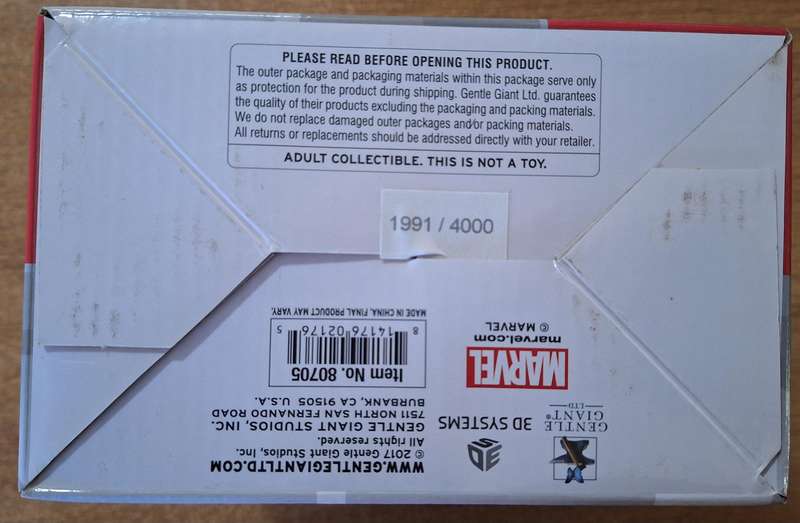 PLEASE READ BEFORE OPENING THIS PRODUCT.
The outer package and packaging materials within this package serve only
as protection for the product during shipping. Gentle Giant Ltd. guarantees
the quality of their products excluding the packaging and packing materials.
We do not replace damaged outer packages and/or packing materials.
All returns or replacements should be addressed directly with your retailer.
ADULT COLLECTIBLE. THIS IS NOT A TOY.
1991 / 4000
WWW.GENTLEGIANTLTD.COM
© 2017 Gentle Giant Studios, Inc.
All rights reserved.
GENTLE GIANT STUDIOS, INC.
7511 NORTH SAN FERNANDO ROAD
BURBANK, CA 91505 U.S.A.
Item No. 80705
8 14176 02176 5
MADE IN CHINA. FINAL PRODUCT MAY VARY.
GENTLE
GIANT®
LTD
3D SYSTEMS
MARVEL
marvel.com
© MARVEL